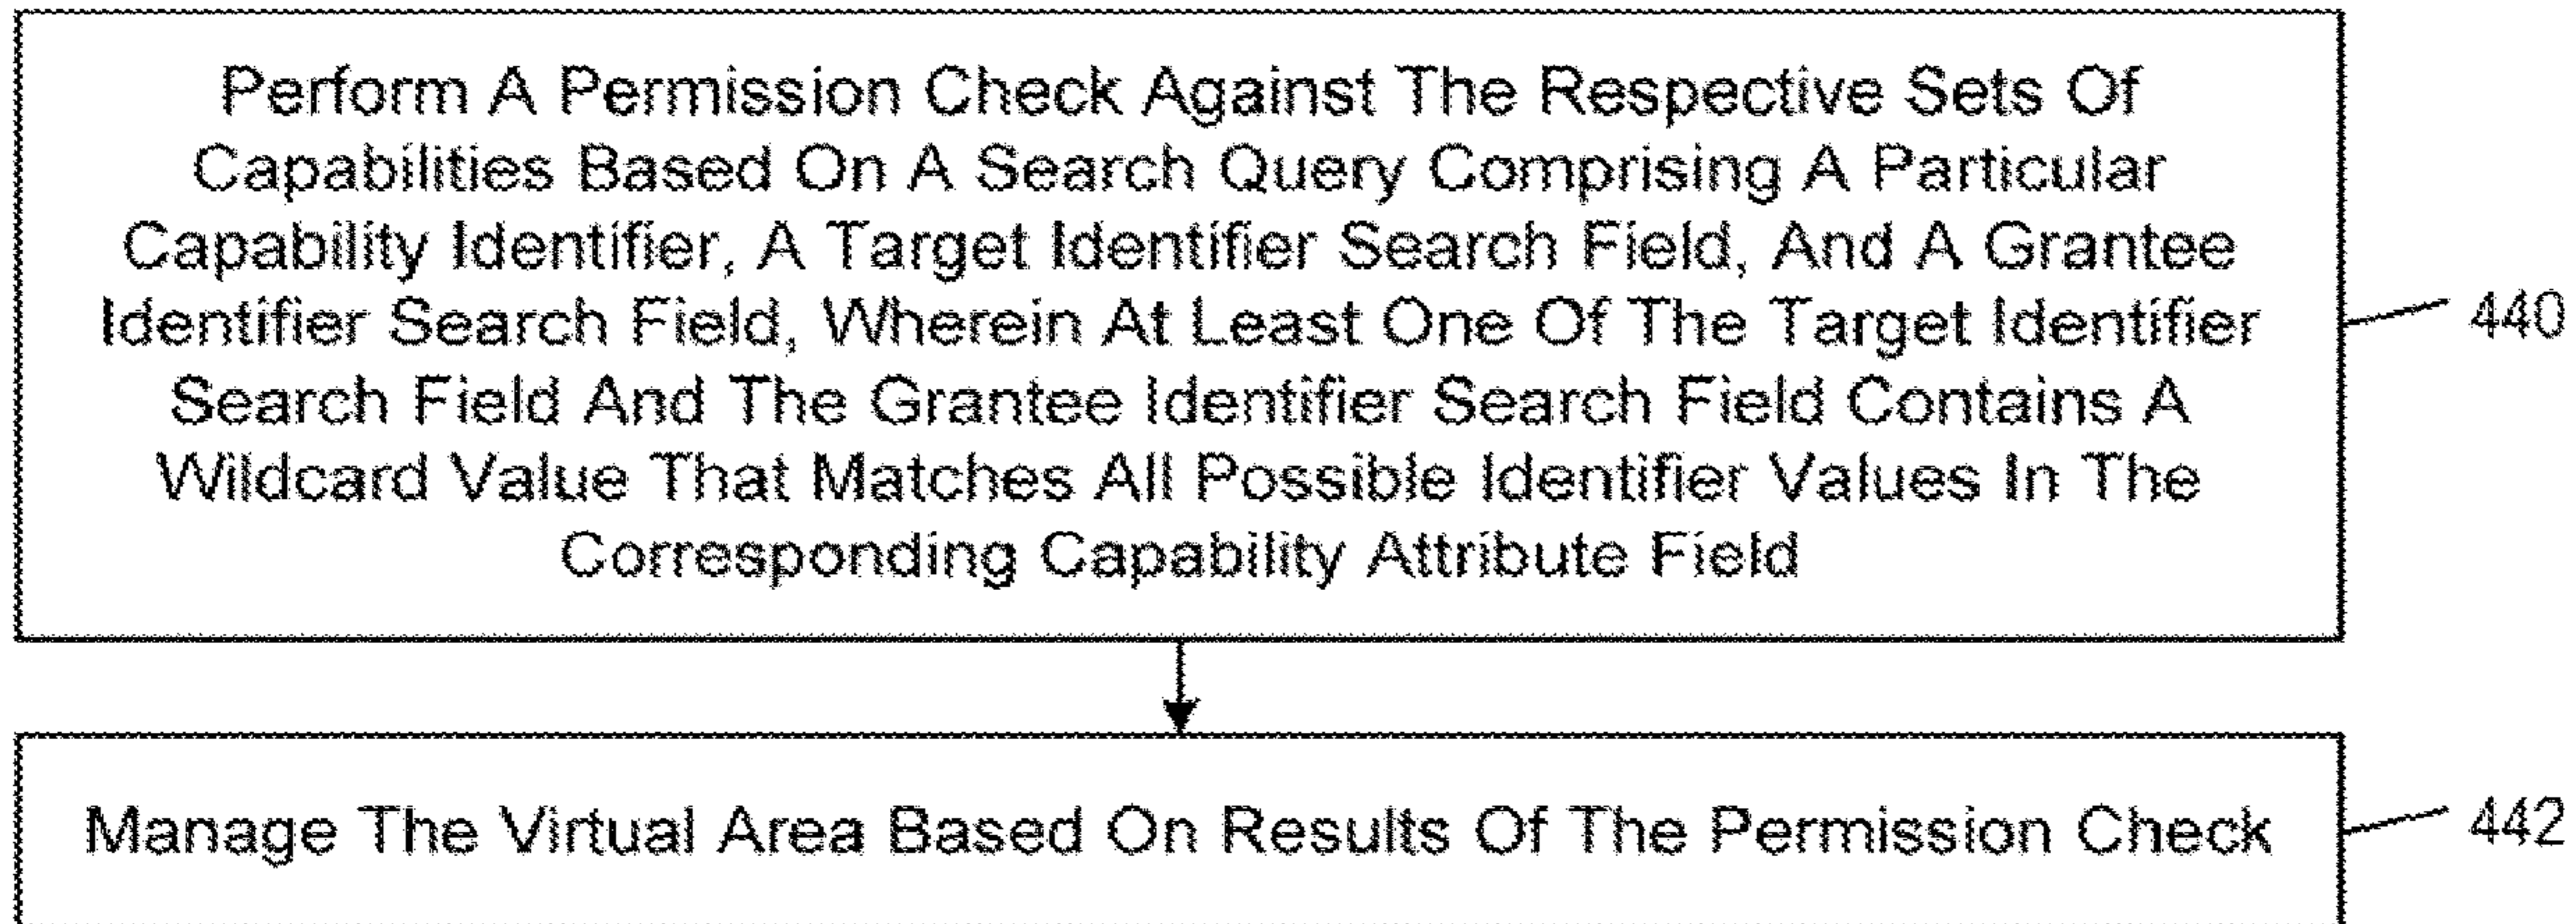 Perform A Permission Check Against The Respective Sets Of
Capabilities Based On A Search Query Comprising A Particular
Capability Identifier, A Target Identifier Search Field, And A Grantee
Identifier Search Field, Wherein At Least One Of The Target Identifier
Search Field And The Grantee Identifier Search Field Contains A
Wildcard Value That Matches All Possible Identifier Values In The
Corresponding Capability Attribute Field
440
Manage The Virtual Area Based On Results Of The Permission Check
442